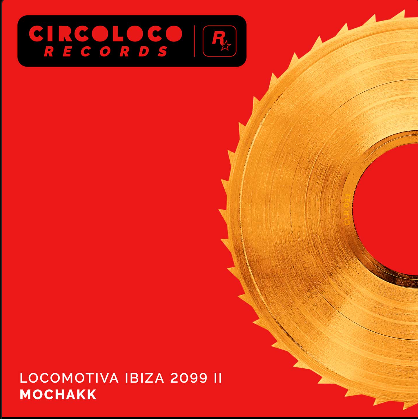 CIRCOLOCO
RECORDS
R
LOCOMOTIVA IBIZA 2099 II
MOCHAKK